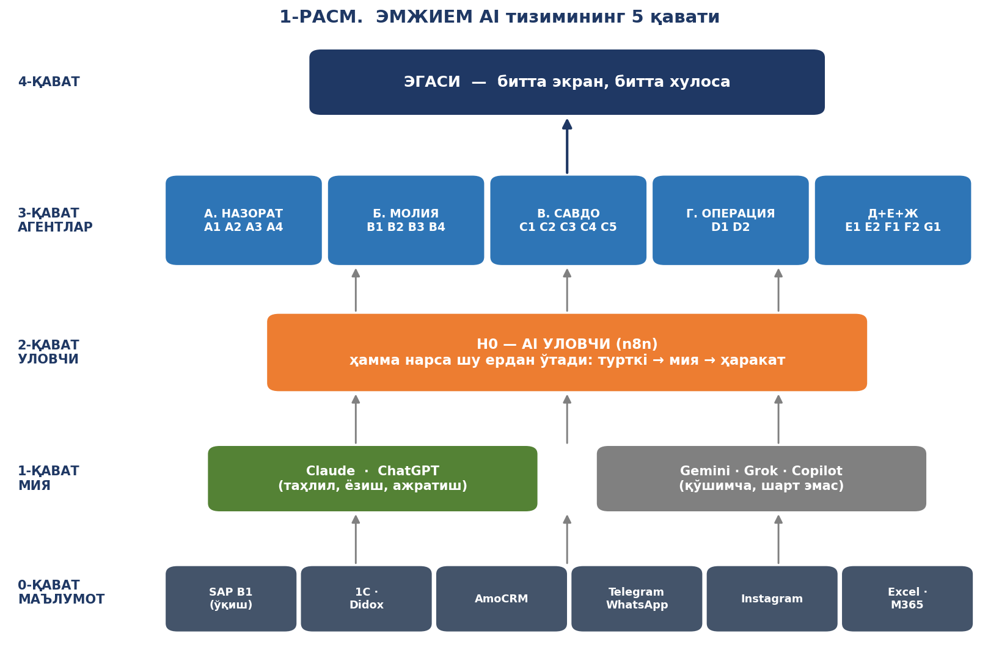 1-РАСМ.  ЭМЖИЕМ AI тизимининг 5 қавати
4-ҚАВАТ
ЭГАСИ  —  битта экран, битта хулоса
3-ҚАВАТ
АГЕНТЛАР
А. НАЗОРАТ
A1 A2 A3 A4
Б. МОЛИЯ
B1 B2 B3 B4
В. САВДО
C1 C2 C3 C4 C5
Г. ОПЕРАЦИЯ
D1 D2
Д+Е+Ж
E1 E2 F1 F2 G1
2-ҚАВАТ
УЛОВЧИ
H0 — AI УЛОВЧИ (n8n)
ҳамма нарса шу ердан ўтади: турткі → мия → ҳаракат
1-ҚАВАТ
МИЯ
Claude  ·  ChatGPT
(таҳлил, ёзиш, ажратиш)
Gemini · Grok · Copilot
(қўшимча, шарт эмас)
0-ҚАВАТ
МАЪЛУМОТ
SAP B1
(ўқиш)
1C ·
Didox
AmoCRM
Telegram
WhatsApp
Instagram
Excel ·
M365